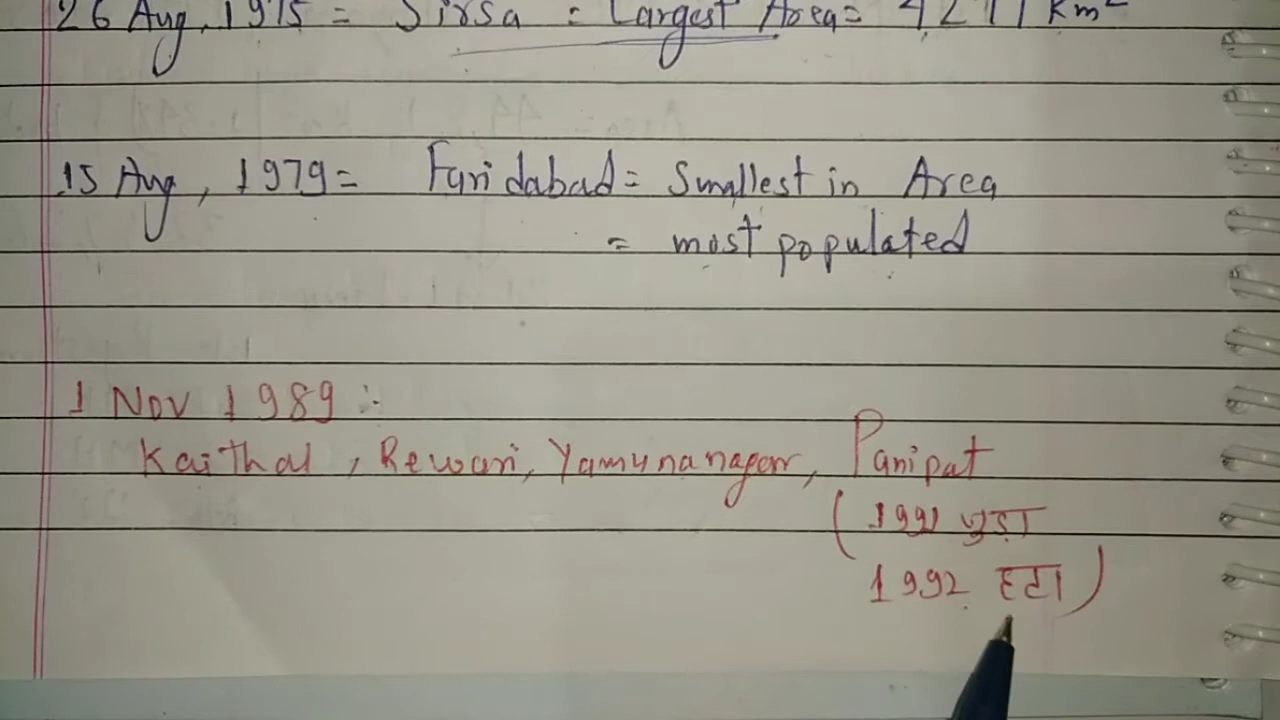 26 Aug, 1975 = Sirsa = Largest Area = 4277 Km²
15 Aug, 1979 = Faridabad = Smallest in Area
= most populated
1 Nov 1989 :-
Kaithal, Rewari, Yamunanagar, Panipat
(1991 जुड़ा
1992 हटा)